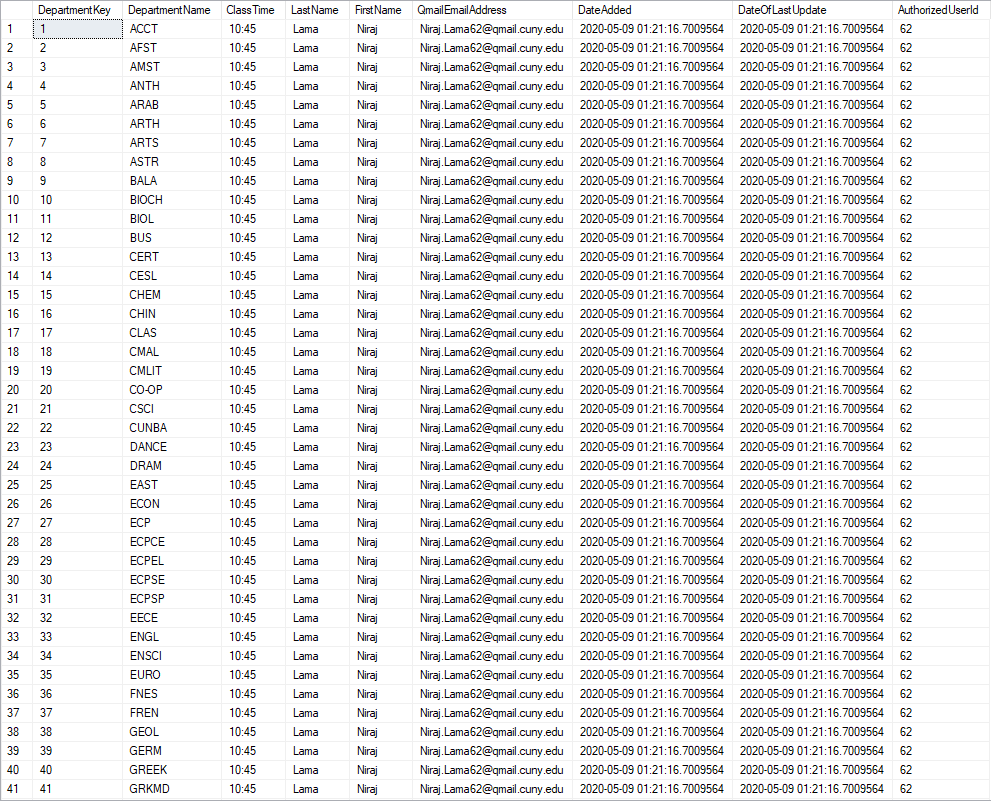 DepartmentKey DepartmentName ClassTime LastName FirstName QmailEmailAddress DateAdded DateOfLastUpdate AuthorizedUserId
1 1 ACCT 10:45 Lama Niraj Niraj.Lama62@qmail.cuny.edu 2020-05-09 01:21:16.7009564 2020-05-09 01:21:16.7009564 62
2 2 AFST 10:45 Lama Niraj Niraj.Lama62@qmail.cuny.edu 2020-05-09 01:21:16.7009564 2020-05-09 01:21:16.7009564 62
3 3 AMST 10:45 Lama Niraj Niraj.Lama62@qmail.cuny.edu 2020-05-09 01:21:16.7009564 2020-05-09 01:21:16.7009564 62
4 4 ANTH 10:45 Lama Niraj Niraj.Lama62@qmail.cuny.edu 2020-05-09 01:21:16.7009564 2020-05-09 01:21:16.7009564 62
5 5 ARAB 10:45 Lama Niraj Niraj.Lama62@qmail.cuny.edu 2020-05-09 01:21:16.7009564 2020-05-09 01:21:16.7009564 62
6 6 ARTH 10:45 Lama Niraj Niraj.Lama62@qmail.cuny.edu 2020-05-09 01:21:16.7009564 2020-05-09 01:21:16.7009564 62
7 7 ARTS 10:45 Lama Niraj Niraj.Lama62@qmail.cuny.edu 2020-05-09 01:21:16.7009564 2020-05-09 01:21:16.7009564 62
8 8 ASTR 10:45 Lama Niraj Niraj.Lama62@qmail.cuny.edu 2020-05-09 01:21:16.7009564 2020-05-09 01:21:16.7009564 62
9 9 BALA 10:45 Lama Niraj Niraj.Lama62@qmail.cuny.edu 2020-05-09 01:21:16.7009564 2020-05-09 01:21:16.7009564 62
10 10 BIOCH 10:45 Lama Niraj Niraj.Lama62@qmail.cuny.edu 2020-05-09 01:21:16.7009564 2020-05-09 01:21:16.7009564 62
11 11 BIOL 10:45 Lama Niraj Niraj.Lama62@qmail.cuny.edu 2020-05-09 01:21:16.7009564 2020-05-09 01:21:16.7009564 62
12 12 BUS 10:45 Lama Niraj Niraj.Lama62@qmail.cuny.edu 2020-05-09 01:21:16.7009564 2020-05-09 01:21:16.7009564 62
13 13 CERT 10:45 Lama Niraj Niraj.Lama62@qmail.cuny.edu 2020-05-09 01:21:16.7009564 2020-05-09 01:21:16.7009564 62
14 14 CESL 10:45 Lama Niraj Niraj.Lama62@qmail.cuny.edu 2020-05-09 01:21:16.7009564 2020-05-09 01:21:16.7009564 62
15 15 CHEM 10:45 Lama Niraj Niraj.Lama62@qmail.cuny.edu 2020-05-09 01:21:16.7009564 2020-05-09 01:21:16.7009564 62
16 16 CHIN 10:45 Lama Niraj Niraj.Lama62@qmail.cuny.edu 2020-05-09 01:21:16.7009564 2020-05-09 01:21:16.7009564 62
17 17 CLAS 10:45 Lama Niraj Niraj.Lama62@qmail.cuny.edu 2020-05-09 01:21:16.7009564 2020-05-09 01:21:16.7009564 62
18 18 CMAL 10:45 Lama Niraj Niraj.Lama62@qmail.cuny.edu 2020-05-09 01:21:16.7009564 2020-05-09 01:21:16.7009564 62
19 19 CMLIT 10:45 Lama Niraj Niraj.Lama62@qmail.cuny.edu 2020-05-09 01:21:16.7009564 2020-05-09 01:21:16.7009564 62
20 20 CO-OP 10:45 Lama Niraj Niraj.Lama62@qmail.cuny.edu 2020-05-09 01:21:16.7009564 2020-05-09 01:21:16.7009564 62
21 21 CSCI 10:45 Lama Niraj Niraj.Lama62@qmail.cuny.edu 2020-05-09 01:21:16.7009564 2020-05-09 01:21:16.7009564 62
22 22 CUNBA 10:45 Lama Niraj Niraj.Lama62@qmail.cuny.edu 2020-05-09 01:21:16.7009564 2020-05-09 01:21:16.7009564 62
23 23 DANCE 10:45 Lama Niraj Niraj.Lama62@qmail.cuny.edu 2020-05-09 01:21:16.7009564 2020-05-09 01:21:16.7009564 62
24 24 DRAM 10:45 Lama Niraj Niraj.Lama62@qmail.cuny.edu 2020-05-09 01:21:16.7009564 2020-05-09 01:21:16.7009564 62
25 25 EAST 10:45 Lama Niraj Niraj.Lama62@qmail.cuny.edu 2020-05-09 01:21:16.7009564 2020-05-09 01:21:16.7009564 62
26 26 ECON 10:45 Lama Niraj Niraj.Lama62@qmail.cuny.edu 2020-05-09 01:21:16.7009564 2020-05-09 01:21:16.7009564 62
27 27 ECP 10:45 Lama Niraj Niraj.Lama62@qmail.cuny.edu 2020-05-09 01:21:16.7009564 2020-05-09 01:21:16.7009564 62
28 28 ECPCE 10:45 Lama Niraj Niraj.Lama62@qmail.cuny.edu 2020-05-09 01:21:16.7009564 2020-05-09 01:21:16.7009564 62
29 29 ECPEL 10:45 Lama Niraj Niraj.Lama62@qmail.cuny.edu 2020-05-09 01:21:16.7009564 2020-05-09 01:21:16.7009564 62
30 30 ECPSE 10:45 Lama Niraj Niraj.Lama62@qmail.cuny.edu 2020-05-09 01:21:16.7009564 2020-05-09 01:21:16.7009564 62
31 31 ECPSP 10:45 Lama Niraj Niraj.Lama62@qmail.cuny.edu 2020-05-09 01:21:16.7009564 2020-05-09 01:21:16.7009564 62
32 32 EECE 10:45 Lama Niraj Niraj.Lama62@qmail.cuny.edu 2020-05-09 01:21:16.7009564 2020-05-09 01:21:16.7009564 62
33 33 ENGL 10:45 Lama Niraj Niraj.Lama62@qmail.cuny.edu 2020-05-09 01:21:16.7009564 2020-05-09 01:21:16.7009564 62
34 34 ENSCI 10:45 Lama Niraj Niraj.Lama62@qmail.cuny.edu 2020-05-09 01:21:16.7009564 2020-05-09 01:21:16.7009564 62
35 35 EURO 10:45 Lama Niraj Niraj.Lama62@qmail.cuny.edu 2020-05-09 01:21:16.7009564 2020-05-09 01:21:16.7009564 62
36 36 FNES 10:45 Lama Niraj Niraj.Lama62@qmail.cuny.edu 2020-05-09 01:21:16.7009564 2020-05-09 01:21:16.7009564 62
37 37 FREN 10:45 Lama Niraj Niraj.Lama62@qmail.cuny.edu 2020-05-09 01:21:16.7009564 2020-05-09 01:21:16.7009564 62
38 38 GEOL 10:45 Lama Niraj Niraj.Lama62@qmail.cuny.edu 2020-05-09 01:21:16.7009564 2020-05-09 01:21:16.7009564 62
39 39 GERM 10:45 Lama Niraj Niraj.Lama62@qmail.cuny.edu 2020-05-09 01:21:16.7009564 2020-05-09 01:21:16.7009564 62
40 40 GREEK 10:45 Lama Niraj Niraj.Lama62@qmail.cuny.edu 2020-05-09 01:21:16.7009564 2020-05-09 01:21:16.7009564 62
41 41 GRKMD 10:45 Lama Niraj Niraj.Lama62@qmail.cuny.edu 2020-05-09 01:21:16.7009564 2020-05-09 01:21:16.7009564 62